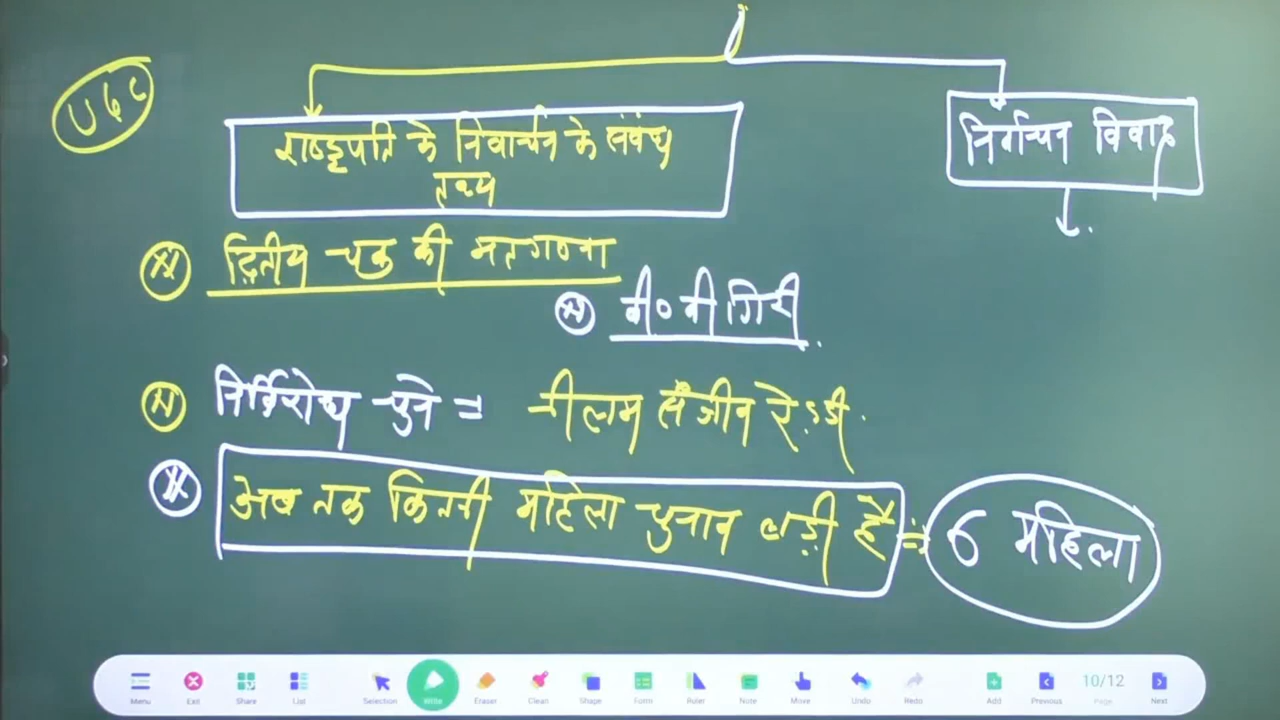 UGC
राष्ट्रपति के निर्वाचन के संबंध
तथ्य
निर्वाचन विवाद
द्वितीय चक्र की मतगणना
वी॰ वी गिरी
निर्विरोध चुने = नीलम संजीव रेड्डी
अब तक कितनी महिला चुनाव लड़ी है = 6 महिला
Menu Exit Share List Selection Write Eraser Clean Shape Form Ruler Note Move Undo Redo Add Previous 10/12 Page Next